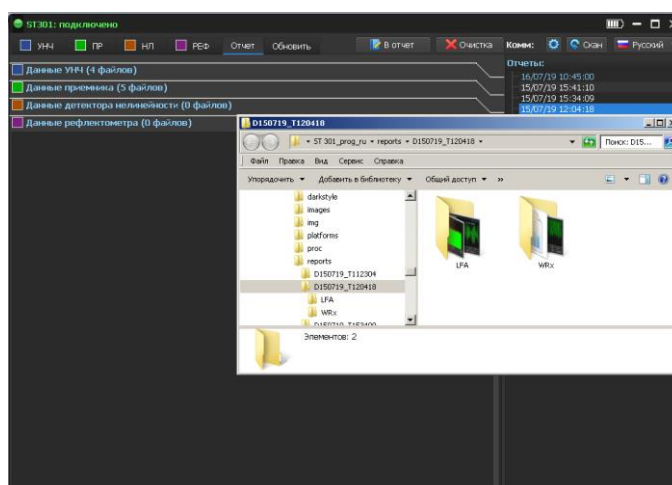 ST301: подключено
УНЧ ПР НЛ РЕФ Отчет Обновить В отчет Очистка Комм: Скан Русский
Данные УНЧ (4 файлов)
Данные приемника (5 файлов)
Данные детектора нелинейности (0 файлов)
Данные рефлектометра (0 файлов)
Отчеты:
16/07/19 10:45:00
15/07/19 15:41:10
15/07/19 15:34:09
15/07/19 12:04:18
D150719_T120418
ST 301_prog_ru reports D150719_T120418 Поиск: D15...
Файл Правка Вид Сервис Справка
Упорядочить Добавить в библиотеку Общий доступ »
darkstyle
images
img
platforms
proc
reports
D150719_T112304
D150719_T120418
LFA
WRx
LFA
WRx
Элементов: 2